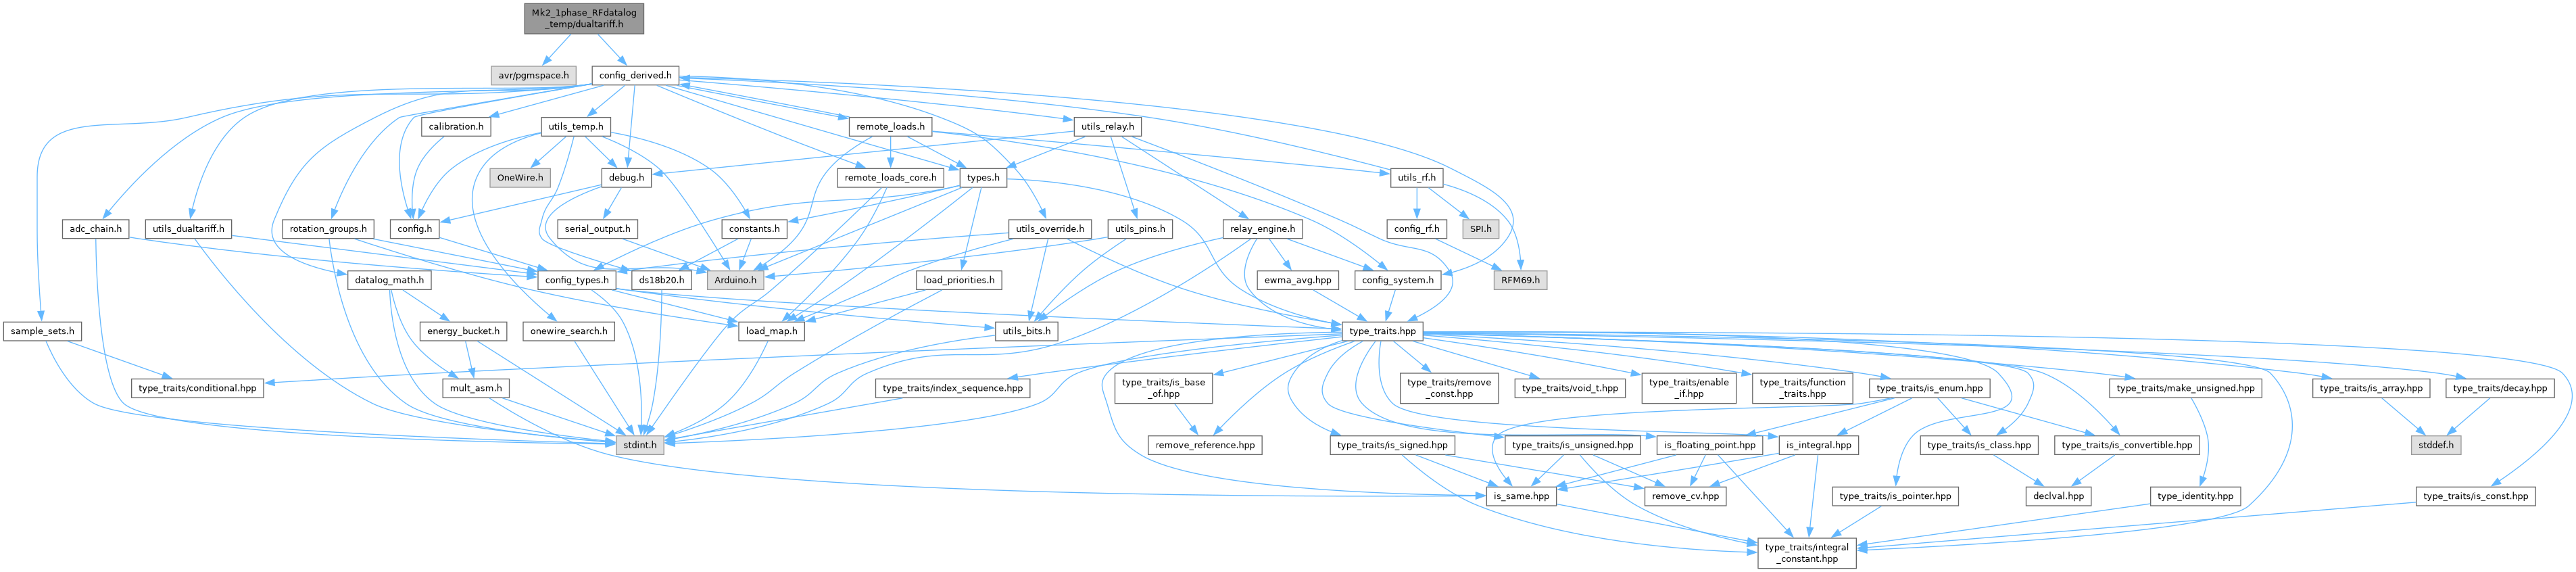 Mk2_1phase_RFdatalog
_temp/dualtariff.h
avr/pgmspace.h
config_derived.h
calibration.h
utils_temp.h
remote_loads.h
utils_relay.h
OneWire.h
debug.h
remote_loads_core.h
types.h
utils_rf.h
adc_chain.h
utils_dualtariff.h
rotation_groups.h
config.h
serial_output.h
constants.h
utils_override.h
utils_pins.h
relay_engine.h
config_rf.h
SPI.h
datalog_math.h
config_types.h
ds18b20.h
Arduino.h
load_priorities.h
ewma_avg.hpp
config_system.h
RFM69.h
sample_sets.h
energy_bucket.h
onewire_search.h
load_map.h
utils_bits.h
type_traits.hpp
type_traits/conditional.hpp
mult_asm.h
type_traits/index_sequence.hpp
type_traits/is_base
_of.hpp
type_traits/remove
_const.hpp
type_traits/void_t.hpp
type_traits/enable
_if.hpp
type_traits/function
_traits.hpp
type_traits/is_enum.hpp
type_traits/make_unsigned.hpp
type_traits/is_array.hpp
type_traits/decay.hpp
stdint.h
remove_reference.hpp
type_traits/is_signed.hpp
type_traits/is_unsigned.hpp
is_floating_point.hpp
is_integral.hpp
type_traits/is_class.hpp
type_traits/is_convertible.hpp
stddef.h
is_same.hpp
remove_cv.hpp
type_traits/is_pointer.hpp
declval.hpp
type_identity.hpp
type_traits/is_const.hpp
type_traits/integral
_constant.hpp